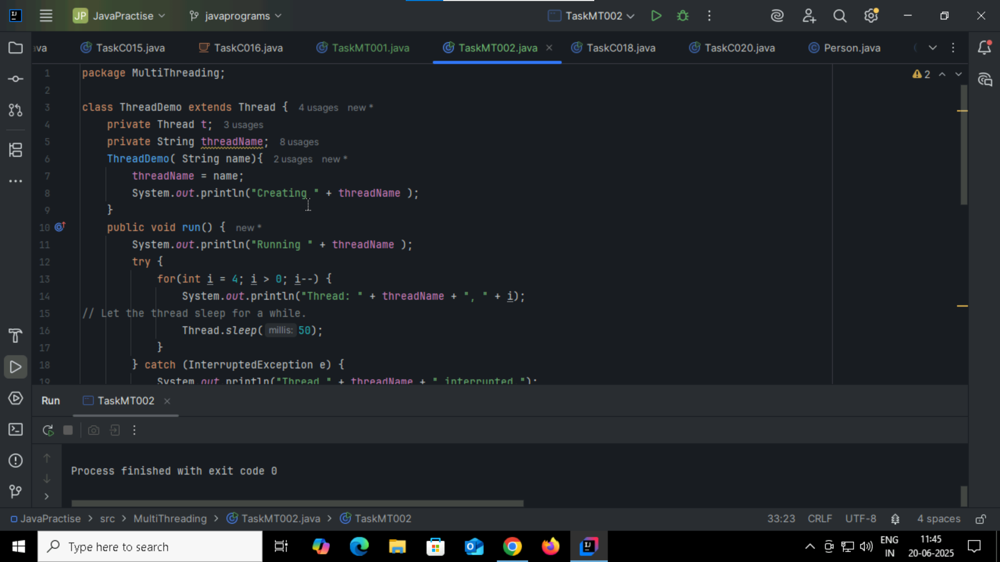 JP JavaPractise javaprograms TaskMT002
ava TaskC015.java TaskC016.java TaskMT001.java TaskMT002.java TaskC018.java TaskC020.java Person.java
1 package MultiThreading; 2
2
3 class ThreadDemo extends Thread { 4 usages new *
4 private Thread t; 3 usages
5 private String threadName; 8 usages
6 ThreadDemo( String name){ 2 usages new *
7 threadName = name;
8 System.out.println("Creating " + threadName );
9 }
10 public void run() { new *
11 System.out.println("Running " + threadName );
12 try {
13 for(int i = 4; i > 0; i--) {
14 System.out.println("Thread: " + threadName + ", " + i);
15 // Let the thread sleep for a while.
16 Thread.sleep( millis: 50);
17 }
18 } catch (InterruptedException e) {
19 System.out.println("Thread " + threadName + " interrupted.");
Run TaskMT002
Process finished with exit code 0
JavaPractise > src > MultiThreading > TaskMT002.java > TaskMT002 33:23 CRLF UTF-8 4 spaces
Type here to search
ENG 11:45
IN 20-06-2025